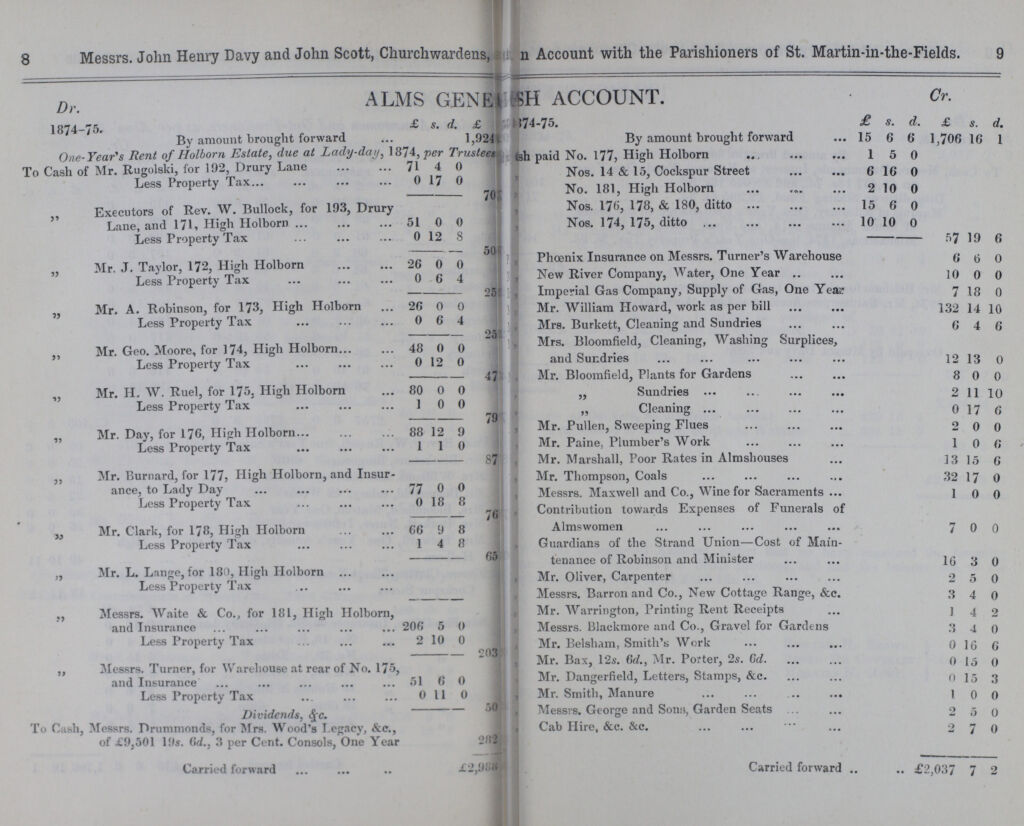 8 Messrs. John Henry Davy and John Scott, Churchwardens,
ALMS GENE
Dr.
1874-75. £ s. d. £
By amount brought forward ... 1,924
One-Year's Rent of Holborn Estate, due at Lady-day, 1874, per Trustees
To Cash of Mr. Rugolski, for 192, Drury Lane ... ... 71 4 0
Less Property Tax... ... ... ... 0 17 0
70
„ Executors of Rev. W. Bullock, for 193, Drury
Lane, and 171, High Holborn ... ... ... 51 0 0
Less Property Tax ... ... ... 0 12 8
50
„ Mr. J. Taylor, 172, High Holborn ... ... 26 0 0
Less Property Tax ... ... ... 0 6 4
25
„ Mr. A. Robinson, for 173, High Holborn ... 26 0 0
Less Property Tax ... ... ... 0 6 4
25
„ Mr. Geo. Moore, for 174, High Holborn... ... 48 0 0
Less Property Tax ... ... ... 0 12 0
47
„ Mr. H. W. Ruel, for 175, High Holborn ... 80 0 0
Less Property Tax ... ... ... 1 0 0
79
„ Mr. Day, for 176, High Holborn... ... ... 88 12 9
Less Property Tax ... ... ... 1 1 0
87
„ Mr. Burnard, for 177, High Holborn, and Insur-
ance, to Lady Day ... ... ... ... 77 0 0
Less Property Tax ... ... ... 0 18 8
76
„ Mr. Clark, for 178, High Holborn ... ... 66 9 8
Less Property Tax ... ... ... 1 4 8
65
„ Mr. L. Lange, for 180, High Holborn ... ...
Less Property Tax .. ... ...
„ Messrs. Waite & Co., for 181, High Holborn,
and Insurance ... ... ... ... ... 206 5 0
Less Property Tax ... ... ... 2 10 0
203
„ Messrs. Turner, for Warehouse at rear of No. 175,
and Insurance ... ... ... ... ... 51 6 0
Less Property Tax ... ... ... 0 11 0
50
Dividends, &c.
To Cash, Messrs. Drummonds, for Mrs. Wood's Legacy, &c.,
of £9,501 19s. 6d., 3 per Cent. Consols, One Year
282
Carried forward ... ... .. £2,988
n Account with the Parishioners of St. Martin-in-the-Fields. 9
SH ACCOUNT.
Cr.
874-75. £ s. d. £ s. d.
By amount brought forward ... 15 6 6 1,706 16 1
sh paid No. 177, High Holborn ... ... ... 1 5 0
Nos. 14 & 15, Cockspur Street ... ... 6 16 0
No. 181, High Holborn ... ... ... 2 10 0
Nos. 176, 178, & 180, ditto ... ... ... 15 6 0
Nos. 174, 175, ditto ... ... ... ... 10 10 0
57 19 6
Phœnix Insurance on Messrs. Turner's Warehouse 6 6 0
New River Company, Water, One Year .. ... 10 0 0
Imperial Gas Company, Supply of Gas, One Year 7 18 0
Mr. William Howard, work as per bill ... ... 132 14 10
Mrs. Burkett, Cleaning and Sundries ... ... 6 4 6
Mrs. Bloomfield, Cleaning, Washing Surplices,
and Sundries ... ... ... ... ... 12 13 0
Mr. Bloomfield, Plants for Gardens ... ... 8 0 0
„ Sundries ... ... ... ... 2 11 10
„ Cleaning ... ... ... ... 0 17 6
Mr. Pullen, Sweeping Flues ... ... ... 2 0 0
Mr. Paine, Plumber's Work ... ... ... 1 0 6
Mr. Marshall, Poor Rates in Almshouses ... 13 15 6
Mr. Thompson, Coals ... ... ... ... 32 17 0
Messrs. Maxwell and Co., Wine for Sacraments ... 1 0 0
Contribution towards Expenses of Funerals of
Almswomen ... ... ... ... ... 7 0 0
Guardians of the Strand Union—Cost of Main-
tenance of Robinson and Minister ... ... 16 3 0
Mr. Oliver, Carpenter ... ... ... ... 2 5 0
Messrs. Barron and Co., New Cottage Range, &c. 3 4 0
Mr. Warrington, Printing Rent Receipts ... 1 4 2
Messrs. Blackmore and Co., Gravel for Gardens 3 4 0
Mr. Belsham, Smith's Work ... ... ... 0 16 6
Mr. Bax, 12s. 6d., Mr. Porter, 2s. 6d. ... ... 0 15 0
Mr. Dangerfield, Letters, Stamps, &c. ... ... 0 15 3
Mr. Smith, Manure ... ... ... ... 1 0 0
Messrs. George and Sons, Garden Seats ... ... 2 5 0
Cab Hire, &c. &c. ... ... ... 2 7 0
Carried forward .. .. £2,037 7 2